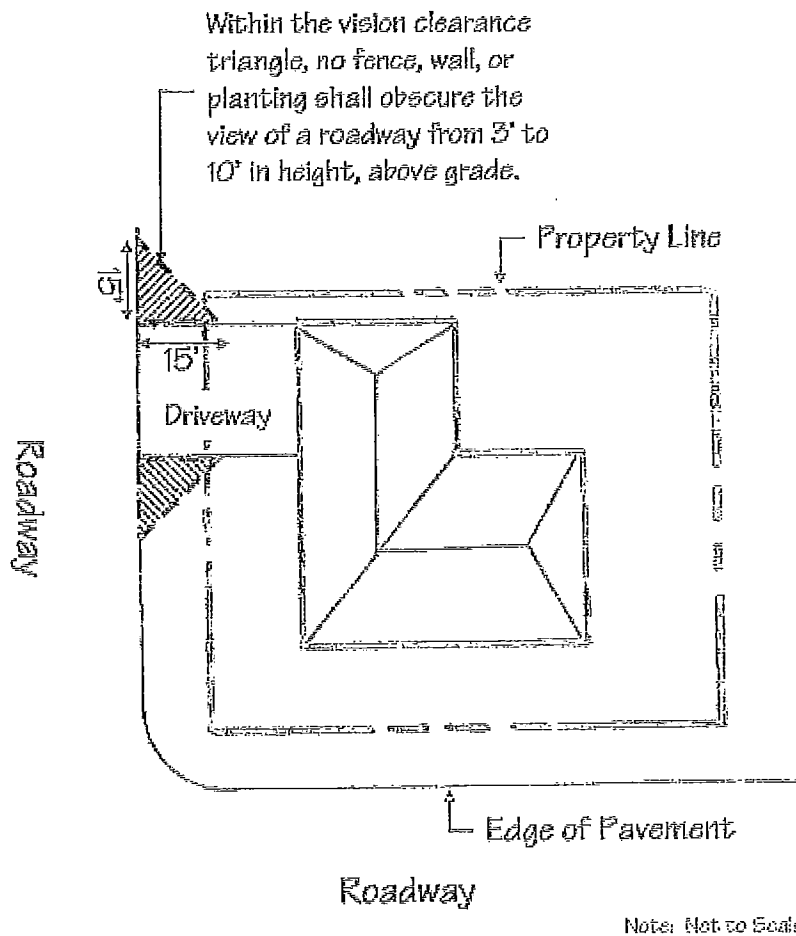 Within the vision clearance
triangle, no fence, wall, or
planting shall obscure the
view of a roadway from 3' to
10' in height, above grade.
Property Line
15'
15'
Driveway
Roadway
Edge of Pavement
Roadway
Note: Not to Scale